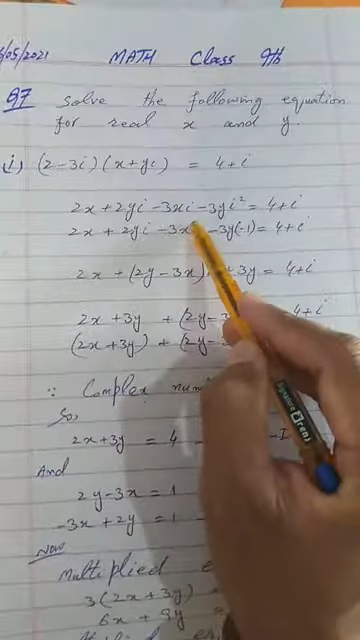 /05/2021 MATH Class 9th
Q7 Solve the following equation
for real x and y.
i) (2-3i)(x+yi) = 4+i
2x+2yi-3xi-3yi²=4+i
2x+2yi-3x -3y(-1)=4+i
2x+(2y-3x) +3y=4+i
2x+3y +(2y-3 4+i
(2x+3y)+(2y-
∵ Complex num
So,
2x+3y = 4 -I
And
2y-3x=1
-3x+2y=1
Now
Multiplied
3(2x+3y)
6x+9y
Signature